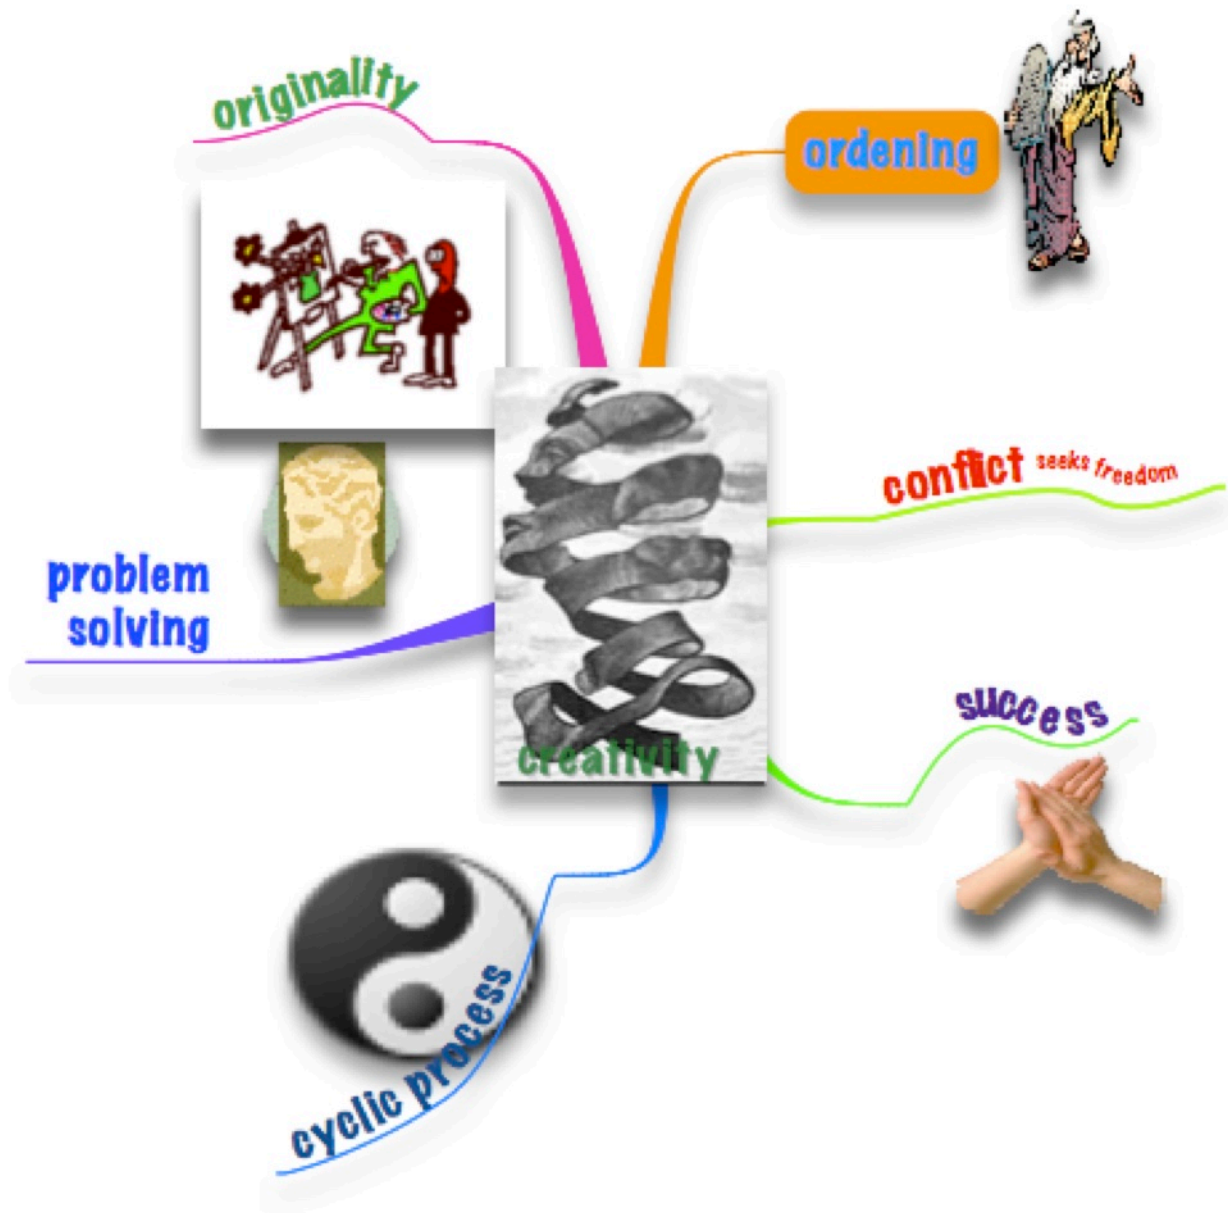 originality
ordening
conflict seeks freedom
problem
solving
success
creativity
cyclic process